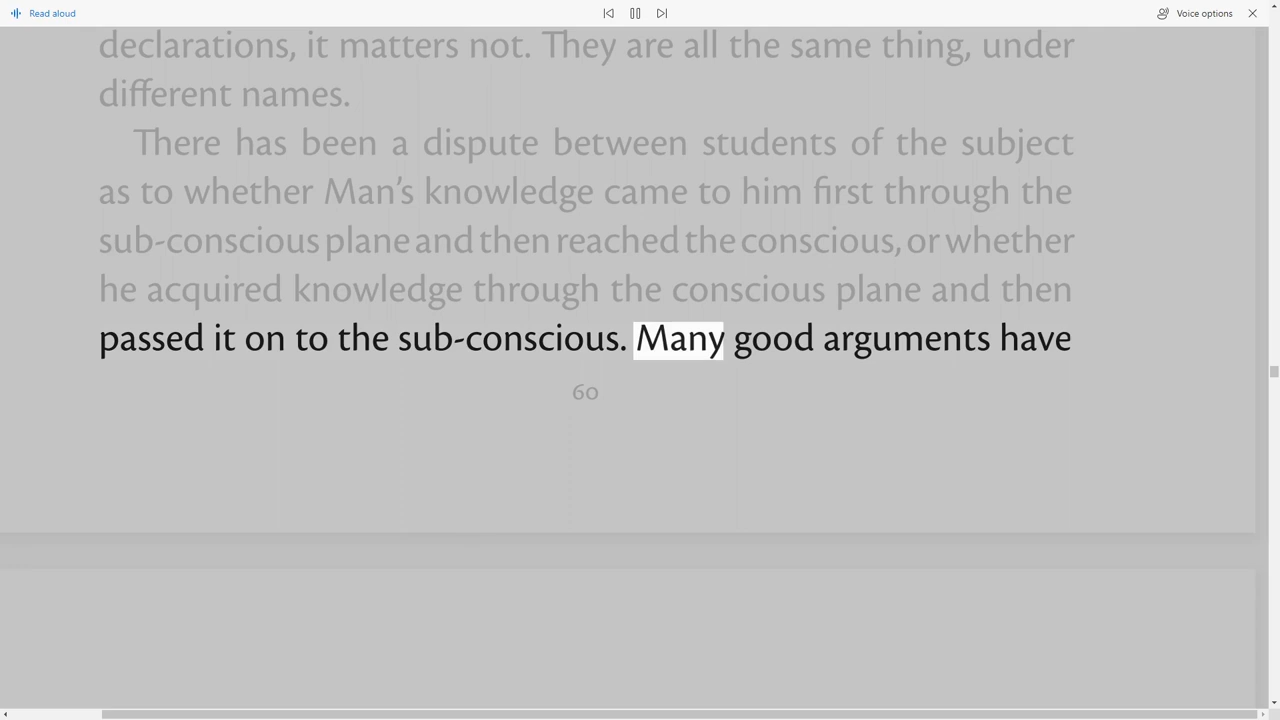 Read aloud
Voice options
declarations, it matters not. They are all the same thing, under
different names.
There has been a dispute between students of the subject
as to whether Man’s knowledge came to him first through the
sub-conscious plane and then reached the conscious, or whether
he acquired knowledge through the conscious plane and then
passed it on to the sub-conscious. Many good arguments have
60